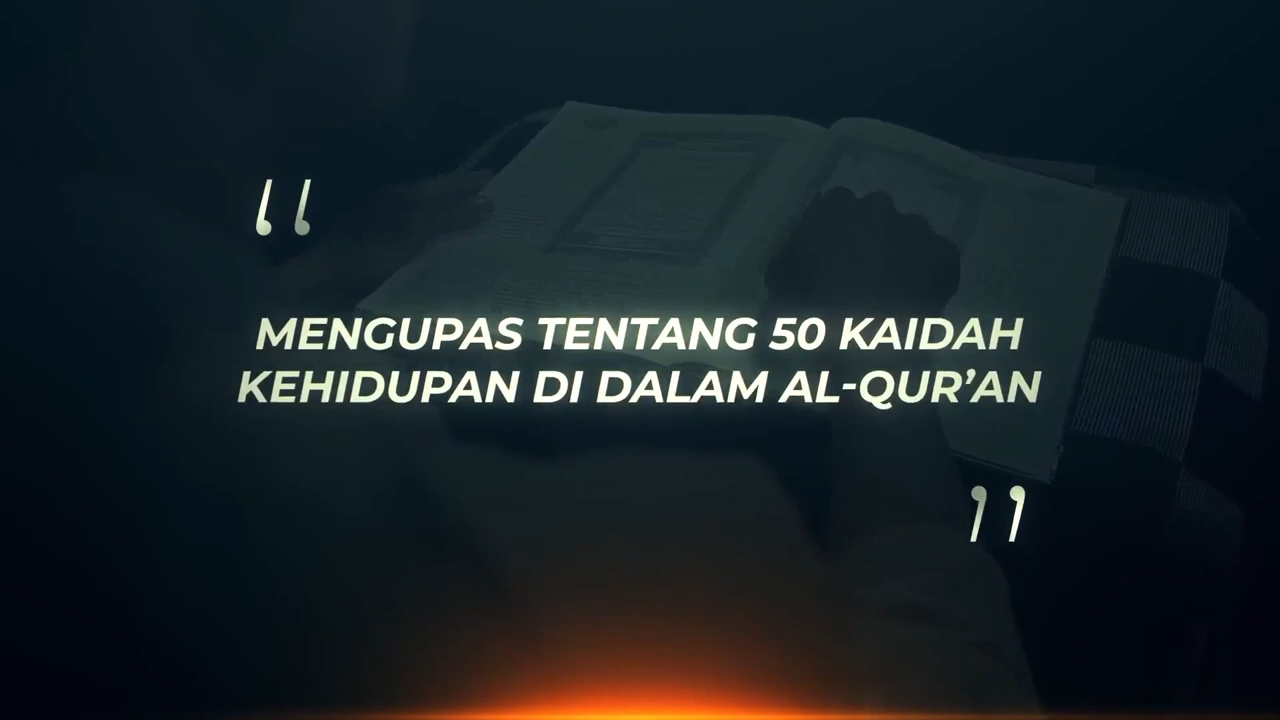 “
MENGUPAS TENTANG 50 KAIDAH
KEHIDUPAN DI DALAM AL-QUR’AN
”